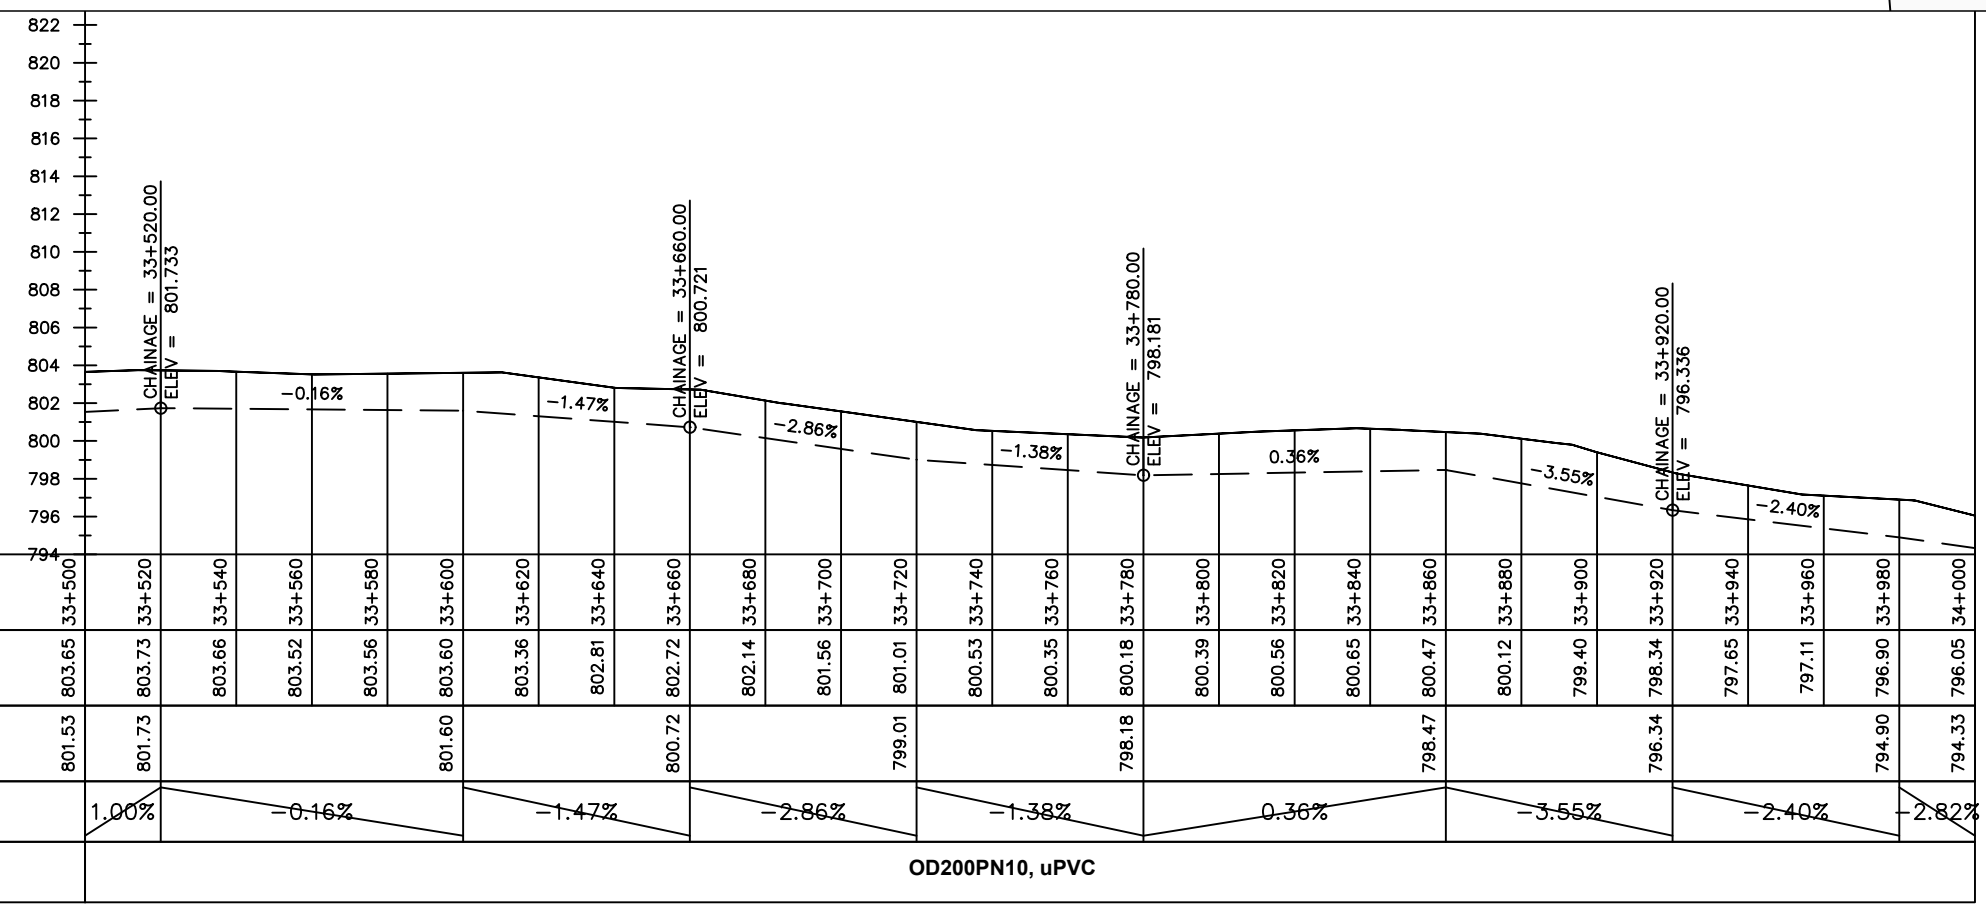 822
820
818
816
814
812
810
808
806
804
802
800
798
796
794
CHAINAGE = 33+520.00
ELEV = 801.733
CHAINAGE = 33+660.00
ELEV = 800.721
CHAINAGE = 33+780.00
ELEV = 798.181
CHAINAGE = 33+920.00
ELEV = 796.336
-0.16%
-1.47%
-2.86%
-1.38%
0.36%
-3.55%
-2.40%
33+500 33+520 33+540 33+560 33+580 33+600 33+620 33+640 33+660 33+680 33+700 33+720 33+740 33+760 33+780 33+800 33+820 33+840 33+860 33+880 33+900 33+920 33+940 33+960 33+980 34+000
803.65 803.73 803.66 803.52 803.56 803.60 803.36 802.81 802.72 802.14 801.56 801.01 800.53 800.35 800.18 800.39 800.56 800.65 800.47 800.12 799.40 798.34 797.65 797.11 796.90 796.05
801.53 801.73 801.60 800.72 799.01 798.18 798.47 796.34 794.90 794.33
1.00% -0.16% -1.47% -2.86% -1.38% 0.36% -3.55% -2.40% -2.82%
OD200PN10, uPVC